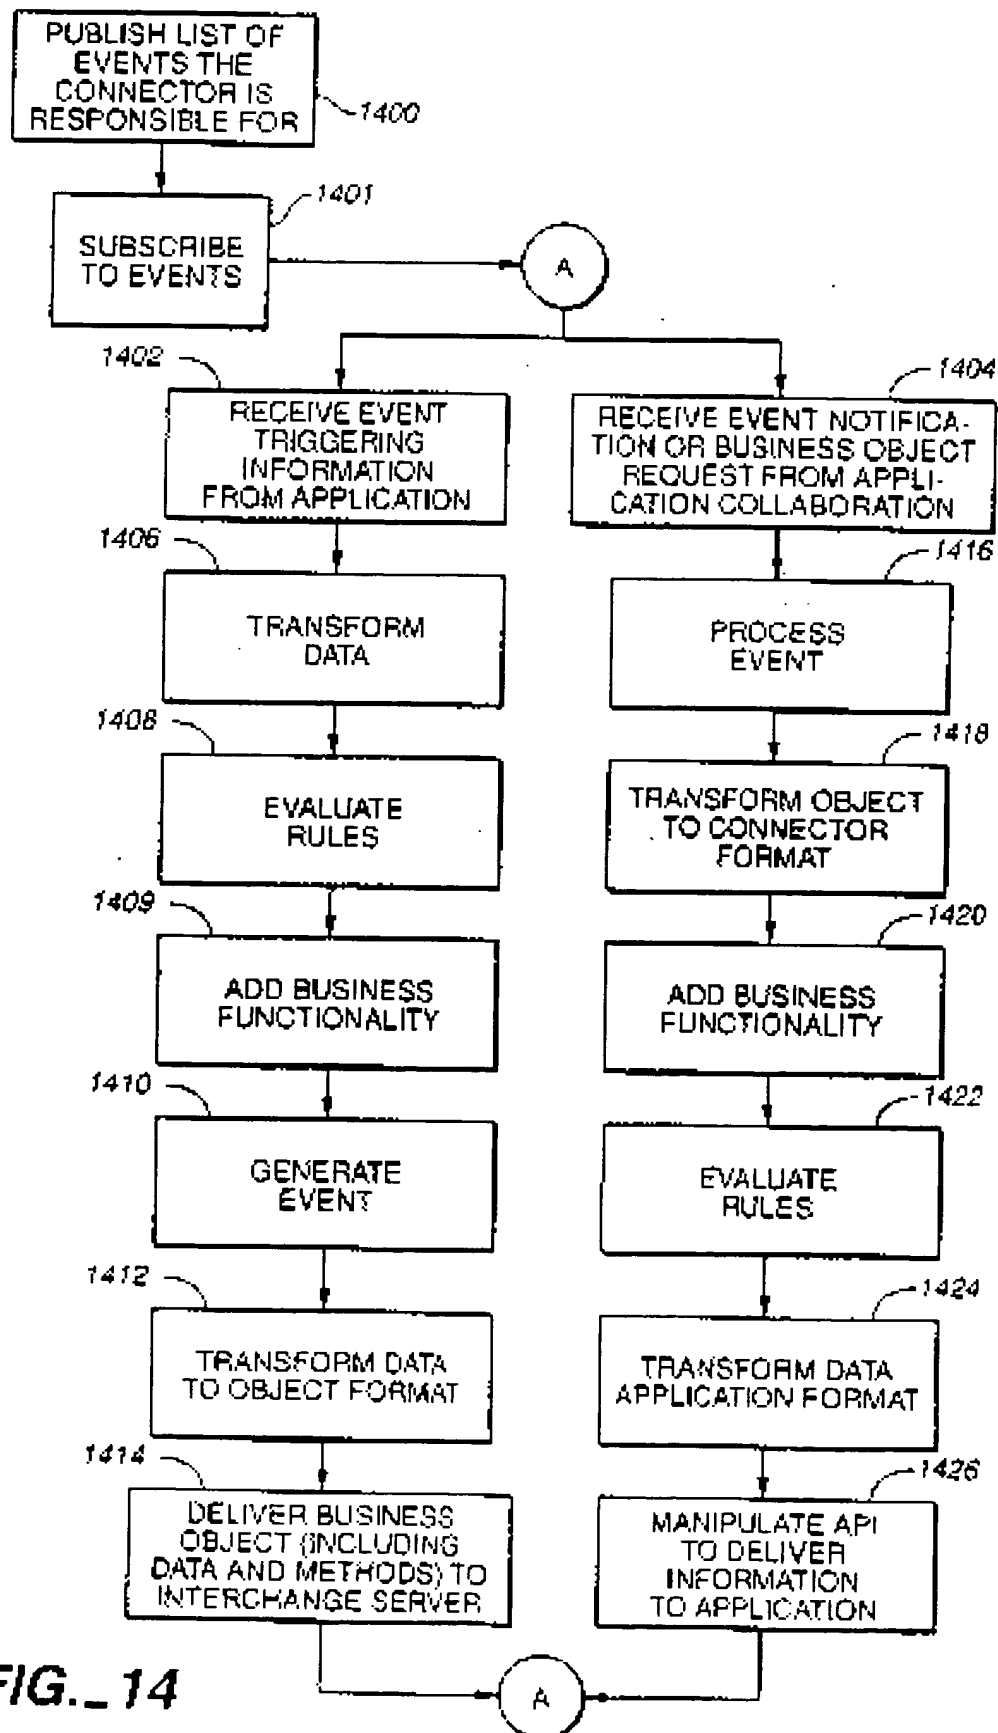 PUBLISH LIST OF
EVENTS THE
CONNECTOR IS
RESPONSIBLE FOR
1400
1401
SUBSCRIBE
TO EVENTS
A
1402
RECEIVE EVENT
TRIGGERING
INFORMATION
FROM APPLICATION
1404
RECEIVE EVENT NOTIFICA-
TION OR BUSINESS OBJECT
REQUEST FROM APPLI-
CATION COLLABORATION
1406
TRANSFORM
DATA
1416
PROCESS
EVENT
1408
EVALUATE
RULES
1418
TRANSFORM OBJECT
TO CONNECTOR
FORMAT
1409
ADD BUSINESS
FUNCTIONALITY
1420
ADD BUSINESS
FUNCTIONALITY
1410
GENERATE
EVENT
1422
EVALUATE
RULES
1412
TRANSFORM DATA
TO OBJECT FORMAT
1424
TRANSFORM DATA
APPLICATION FORMAT
1414
DELIVER BUSINESS
OBJECT (INCLUDING
DATA AND METHODS) TO
INTERCHANGE SERVER
1426
MANIPULATE API
TO DELIVER
INFORMATION
TO APPLICATION
A
FIG._14